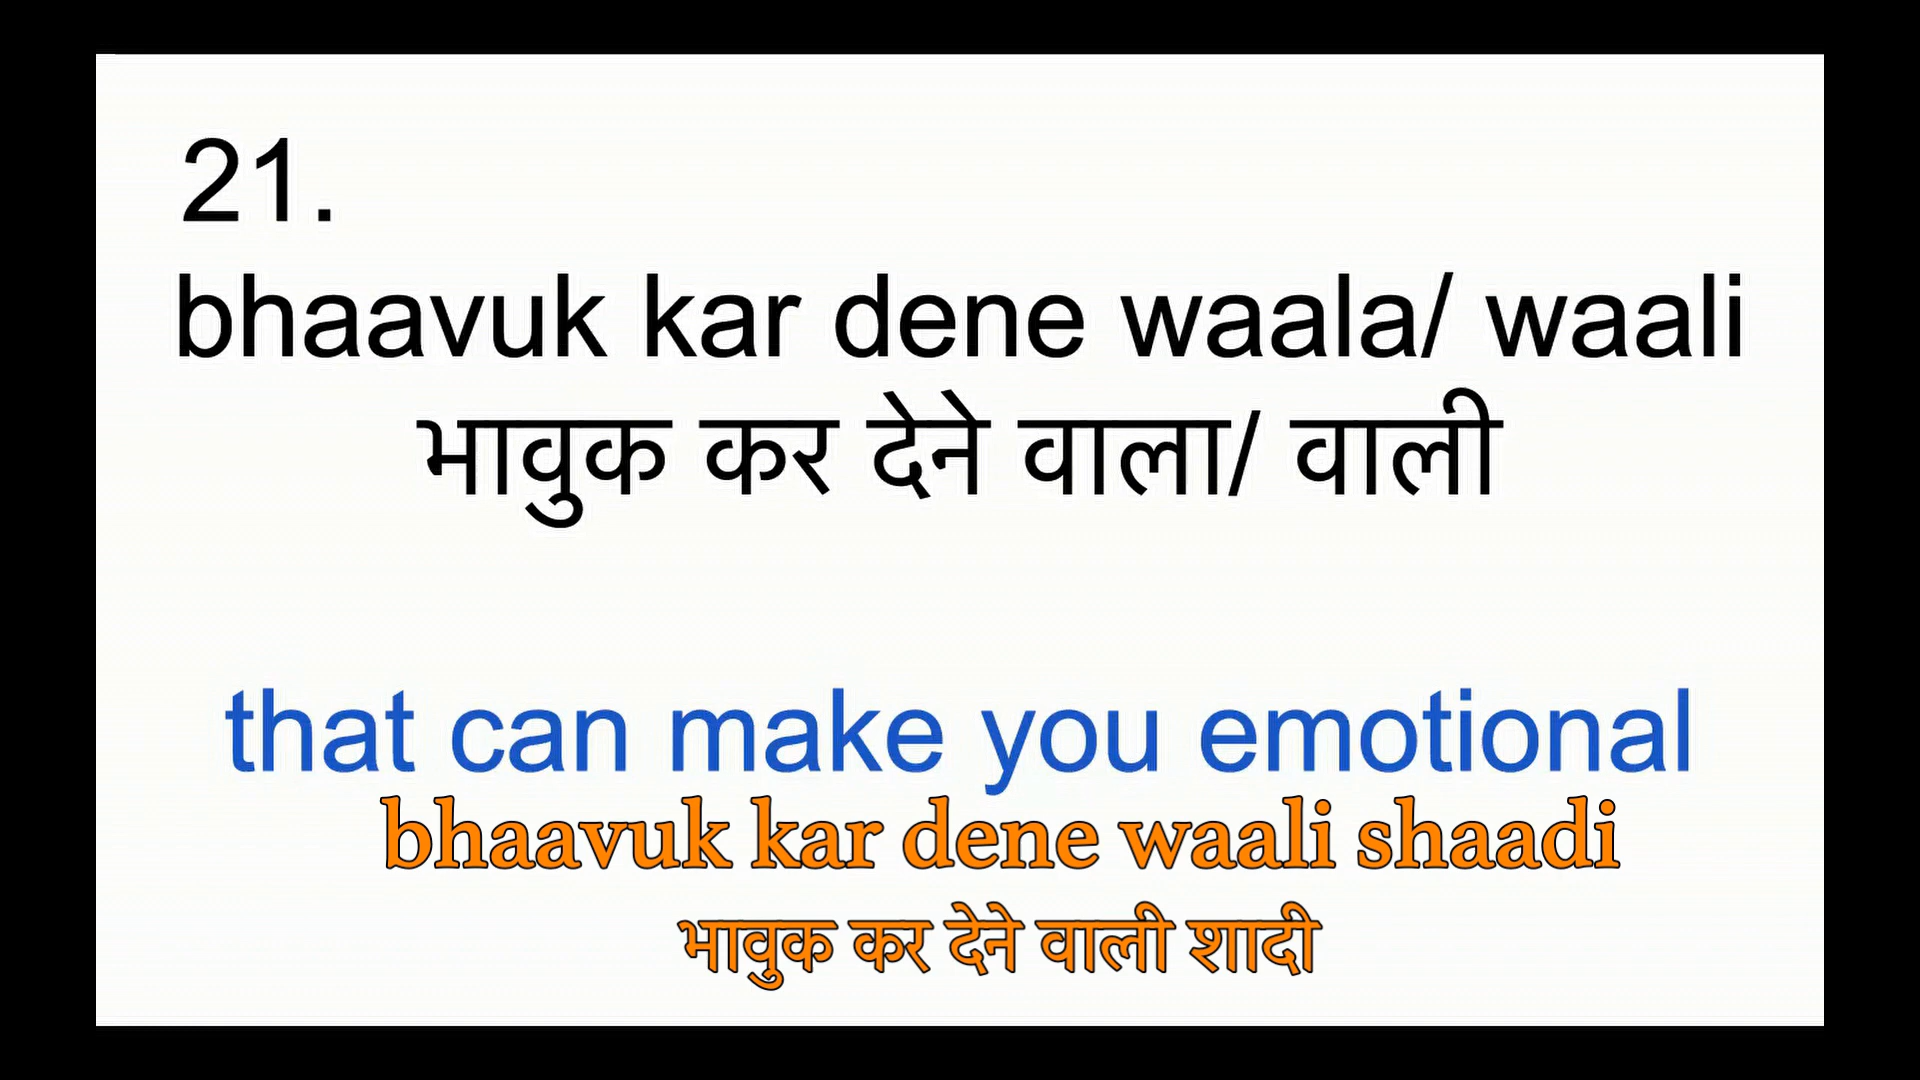 21.
bhaavuk kar dene waala/ waali
भावुक कर देने वाला/ वाली
that can make you emotional
bhaavuk kar dene waali shaadi
भावुक कर देने वाली शादी